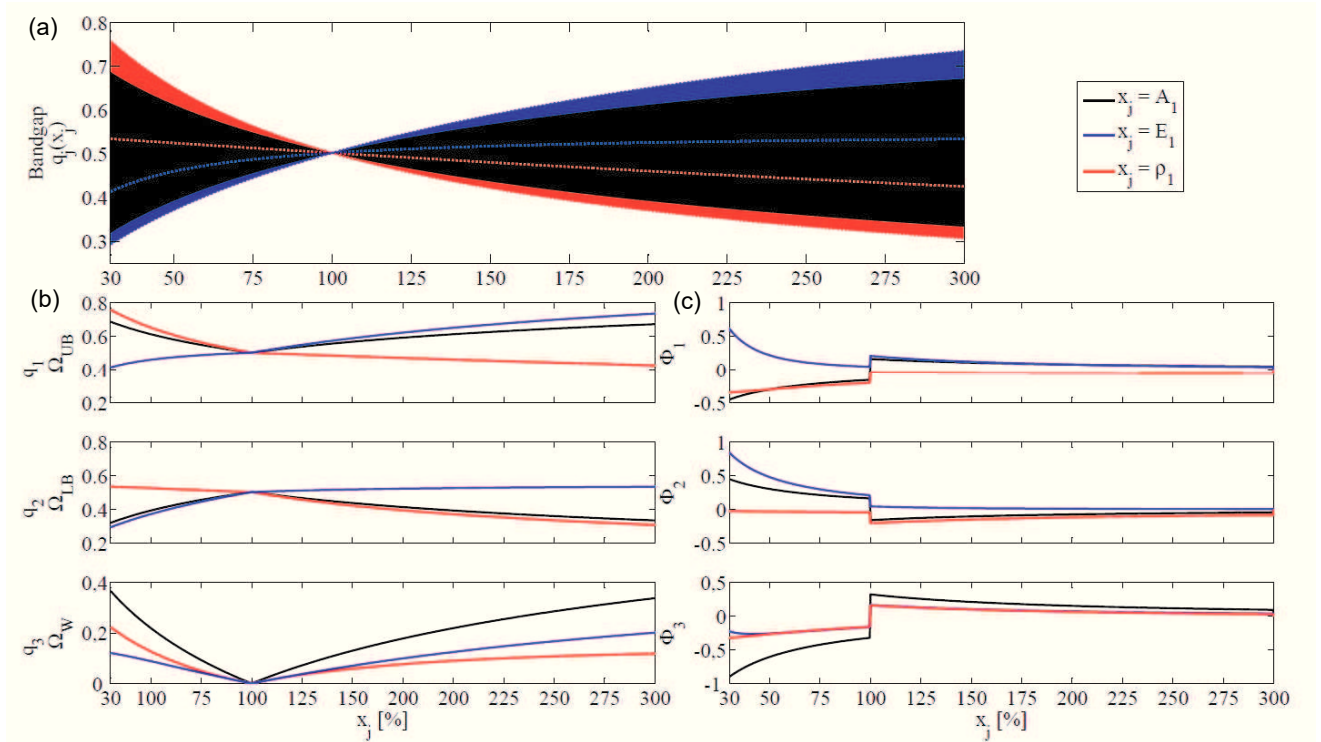 (a)
0.8
0.7
0.6
0.5
0.4
0.3
Bandgap
q_j(x_j)
30 50 75 100 125 150 175 200 225 250 275 300
x_j = A_1
x_j = E_1
x_j = ρ_1
(b)
0.8
0.6
0.4
0.2
q_1
Ω_UB
0.8
0.6
0.4
0.2
q_2
Ω_LB
0.4
0.2
0
q_3
Ω_W
30 100 75 100 125 150 175 200 200 250 275 300
x_j [%]
(c)
1
0.5
0
-0.5
Φ_1
1
0.5
0
-0.5
Φ_2
0.5
0
-0.5
-1
Φ_3
30 50 75 100 125 150 175 200 225 250 275 300
x_j [%]